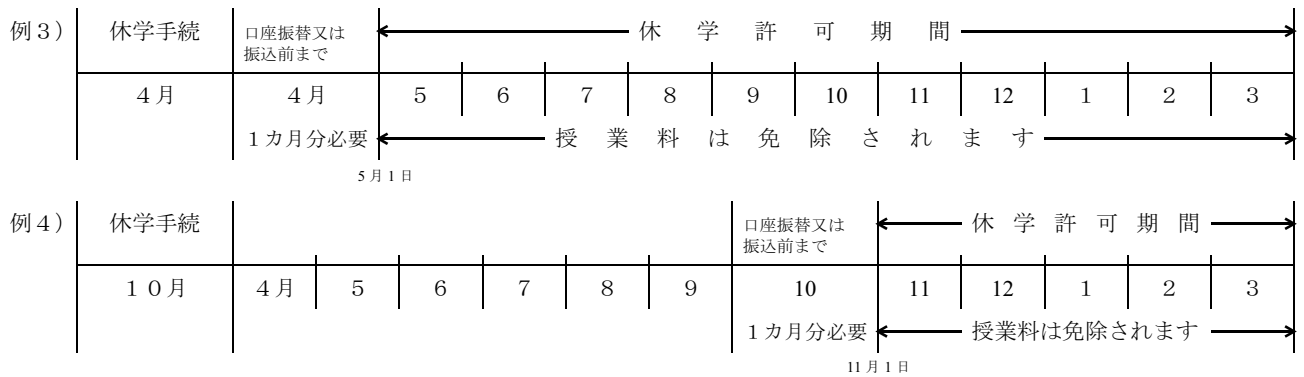 例３） 休学手続 口座振替又は 休学許可期間
振込前まで
４月 ４月 ５ ６ ７ ８ ９ 10 11 12 １ ２ ３
１カ月分必要 授業料は免除されます
５月１日
例４） 休学手続 口座振替又は 休学許可期間
振込前まで
１０月 ４月 ５ ６ ７ ８ ９ 10 11 12 １ ２ ３
１カ月分必要 授業料は免除されます
11月１日